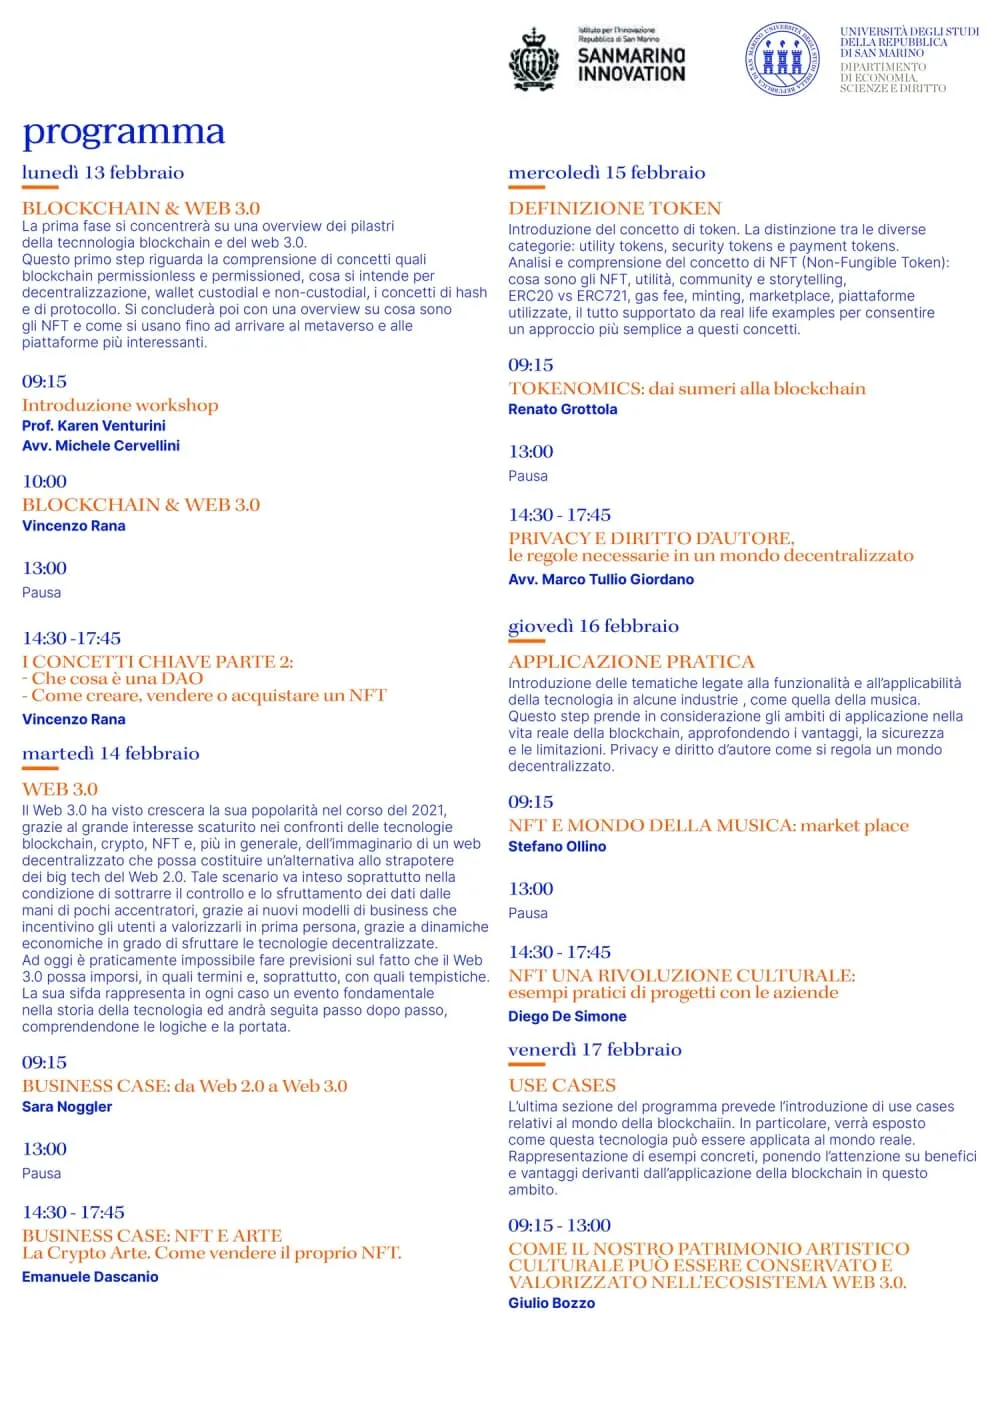 Istituto per l'Innovazione
Repubblica di San Marino
SANMARINO
INNOVATION
UNIVERSITÀ DEGLI STUDI
DELLA REPUBBLICA
DI SAN MARINO
DIPARTIMENTO
DI ECONOMIA,
SCIENZE E DIRITTO
programma
lunedì 13 febbraio
BLOCKCHAIN & WEB 3.0
La prima fase si concentrerà su una overview dei pilastri
della tecnnologia blockchain e del web 3.0.
Questo primo step riguarda la comprensione di concetti quali
blockchain permissionless e permissioned, cosa si intende per
decentralizzazione, wallet custodial e non-custodial, i concetti di hash
e di protocollo. Si concluderà poi con una overview su cosa sono
gli NFT e come si usano fino ad arrivare al metaverso e alle
piattaforme più interessanti.
09:15
Introduzione workshop
Prof. Karen Venturini
Avv. Michele Cervellini
10:00
BLOCKCHAIN & WEB 3.0
Vincenzo Rana
13:00
Pausa
14:30 -17:45
I CONCETTI CHIAVE PARTE 2:
- Che cosa è una DAO
- Come creare, vendere o acquistare un NFT
Vincenzo Rana
martedì 14 febbraio
WEB 3.0
Il Web 3.0 ha visto crescera la sua popolarità nel corso del 2021,
grazie al grande interesse scaturito nei confronti delle tecnologie
blockchain, crypto, NFT e, più in generale, dell'immaginario di un web
decentralizzato che possa costituire un'alternativa allo strapotere
dei big tech del Web 2.0. Tale scenario va inteso soprattutto nella
condizione di sottrarre il controllo e lo sfruttamento dei dati dalle
mani di pochi accentratori, grazie ai nuovi modelli di business che
incentivino gli utenti a valorizzarli in prima persona, grazie a dinamiche
economiche in grado di sfruttare le tecnologie decentralizzate.
Ad oggi è praticamente impossibile fare previsioni sul fatto che il Web
3.0 possa imporsi, in quali termini e, soprattutto, con quali tempistiche.
La sua sifda rappresenta in ogni caso un evento fondamentale
nella storia della tecnologia ed andrà seguita passo dopo passo,
comprendendone le logiche e la portata.
09:15
BUSINESS CASE: da Web 2.0 a Web 3.0
Sara Noggler
13:00
Pausa
14:30 - 17:45
BUSINESS CASE: NFT E ARTE
La Crypto Arte. Come vendere il proprio NFT.
Emanuele Dascanio
mercoledì 15 febbraio
DEFINIZIONE TOKEN
Introduzione del concetto di token. La distinzione tra le diverse
categorie: utility tokens, security tokens e payment tokens.
Analisi e comprensione del concetto di NFT (Non-Fungible Token):
cosa sono gli NFT, utilità, community e storytelling,
ERC20 vs ERC721, gas fee, minting, marketplace, piattaforme
utilizzate, il tutto supportato da real life examples per consentire
un approccio più semplice a questi concetti.
09:15
TOKENOMICS: dai sumeri alla blockchain
Renato Grottola
13:00
Pausa
14:30 - 17:45
PRIVACY E DIRITTO D'AUTORE,
le regole necessarie in un mondo decentralizzato
Avv. Marco Tullio Giordano
giovedì 16 febbraio
APPLICAZIONE PRATICA
Introduzione delle tematiche legate alla funzionalità e all'applicabilità
della tecnologia in alcune industrie , come quella della musica.
Questo step prende in considerazione gli ambiti di applicazione nella
vita reale della blockchain, approfondendo i vantaggi, la sicurezza
e le limitazioni. Privacy e diritto d'autore come si regola un mondo
decentralizzato.
09:15
NFT E MONDO DELLA MUSICA: market place
Stefano Ollino
13:00
Pausa
14:30 - 17:45
NFT UNA RIVOLUZIONE CULTURALE:
esempi pratici di progetti con le aziende
Diego De Simone
venerdì 17 febbraio
USE CASES
L'ultima sezione del programma prevede l'introduzione di use cases
relativi al mondo della blockchaiin. In particolare, verrà esposto
come questa tecnologia può essere applicata al mondo reale.
Rappresentazione di esempi concreti, ponendo l'attenzione su benefici
e vantaggi derivanti dall'applicazione della blockchain in questo
ambito.
09:15 - 13:00
COME IL NOSTRO PATRIMONIO ARTISTICO
CULTURALE PUÒ ESSERE CONSERVATO E
VALORIZZATO NELL'ECOSISTEMA WEB 3.0.
Giulio Bozzo